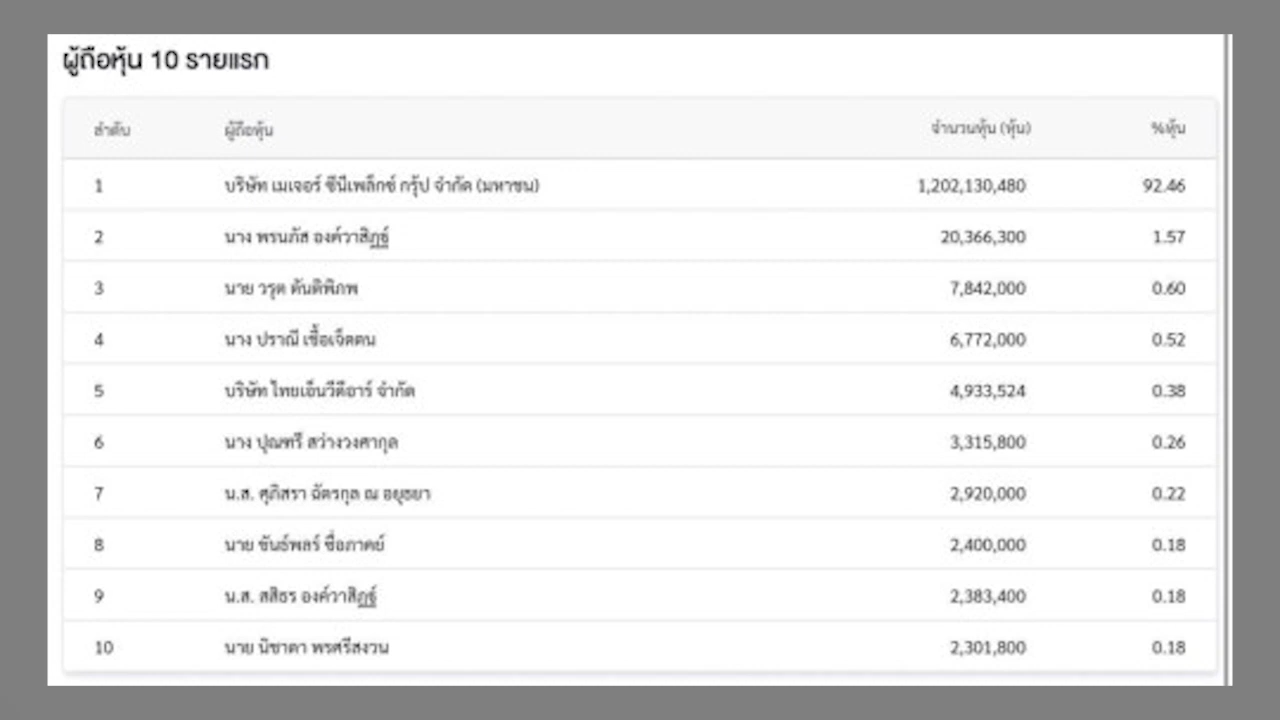 ผู้ถือหุ้น 10 รายแรก
ลำดับ ผู้ถือหุ้น จำนวนหุ้น (หุ้น) %หุ้น
1 บริษัท เมเจอร์ ซีนีเพล็กซ์ กรุ้ป จำกัด (มหาชน) 1,202,130,480 92.46
2 นาง พรนภัส องค์วาสิฏฐ์ 20,366,300 1.57
3 นาย วรุต ตันติพิภพ 7,842,000 0.60
4 นาง ปราณี เชื้อเจ็ดตน 6,772,000 0.52
5 บริษัท ไทยเอ็นวีดีอาร์ จำกัด 4,933,524 0.38
6 นาง ปุณฑรี สว่างวงศากุล 3,315,800 0.26
7 น.ส. ศุภิสรา ฉัตรกุล ณ อยุธยา 2,920,000 0.22
8 นาย ขันธ์พลร์ ชื่อภาคย์ 2,400,000 0.18
9 น.ส. สสิธร องค์วาสิฏฐ์ 2,383,400 0.18
10 นาย นิชาดา พรศรีสงวน 2,301,800 0.18